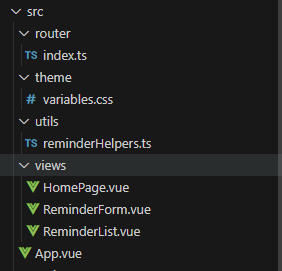 src
router
TS index.ts
theme
# variables.css
utils
TS reminderHelpers.ts
views
HomePage.vue
ReminderForm.vue
ReminderList.vue
App.vue